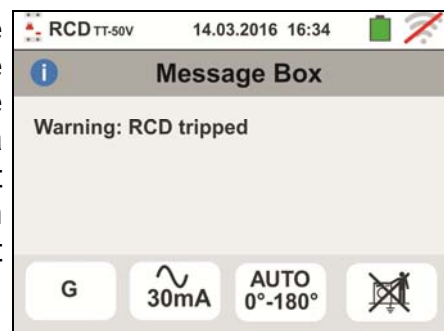 RCD TT-50V 14.03.2016 16:34
i Message Box
Warning: RCD tripped
G 30mA AUTO
0°-180°